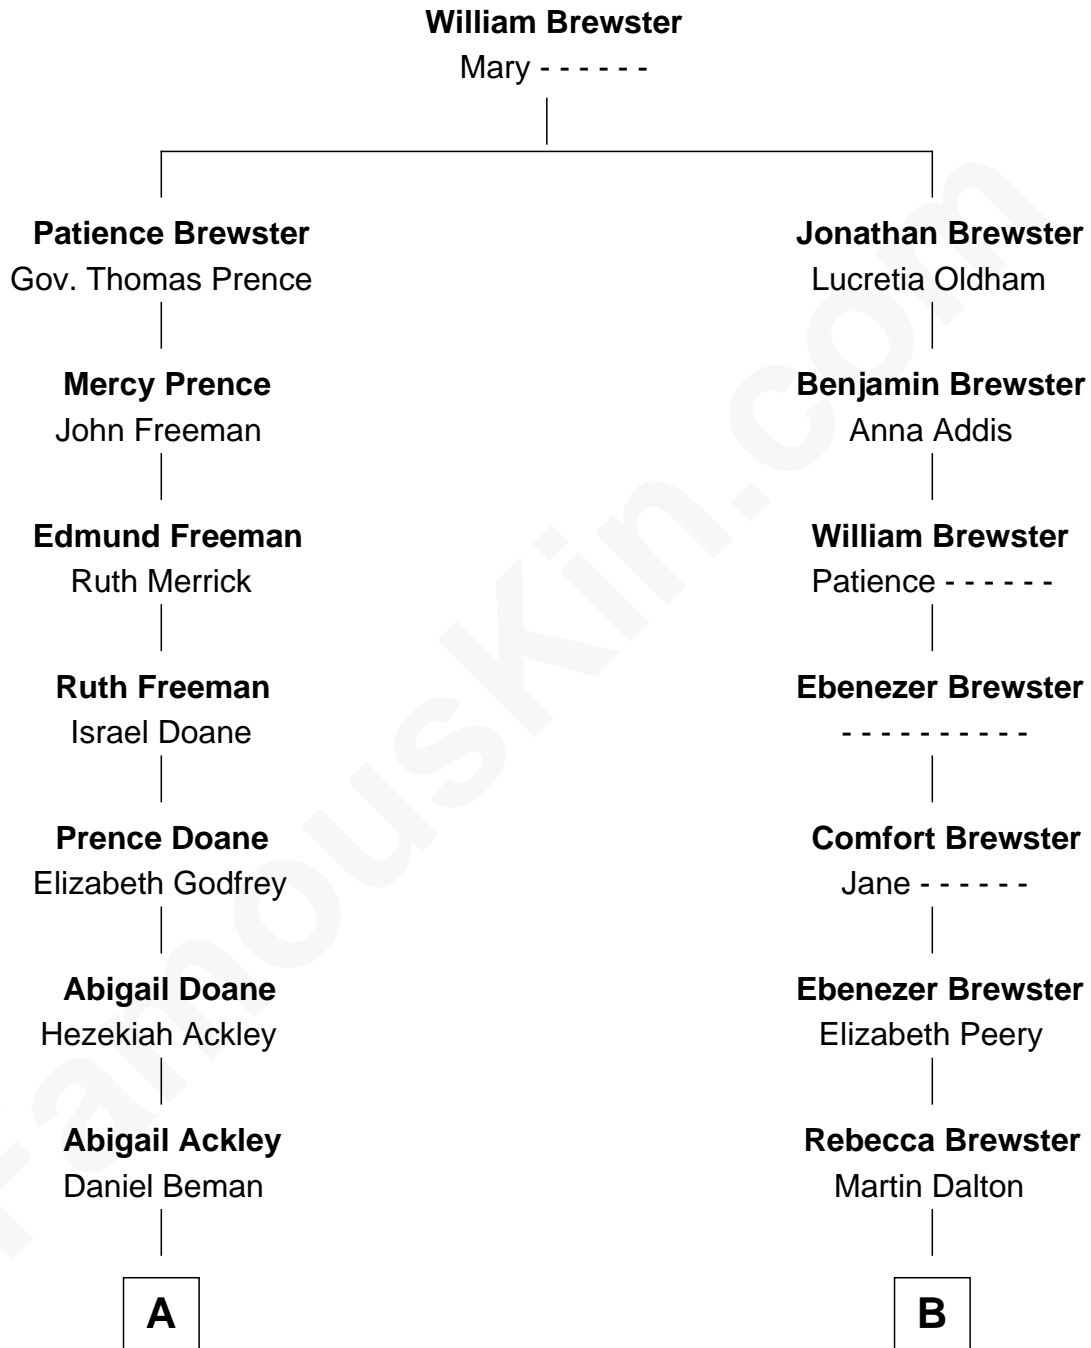 William Brewster
Mary - - - - - -
Patience Brewster
Gov. Thomas Prence
Jonathan Brewster
Lucretia Oldham
Mercy Prence
John Freeman
Benjamin Brewster
Anna Addis
Edmund Freeman
Ruth Merrick
William Brewster
Patience - - - - - -
Ruth Freeman
Israel Doane
Ebenezer Brewster
- - - - - - - - - -
Prence Doane
Elizabeth Godfrey
Comfort Brewster
Jane - - - - - -
Abigail Doane
Hezekiah Ackley
Ebenezer Brewster
Elizabeth Peery
Abigail Ackley
Daniel Beman
Rebecca Brewster
Martin Dalton
A
B
FamousKin.com